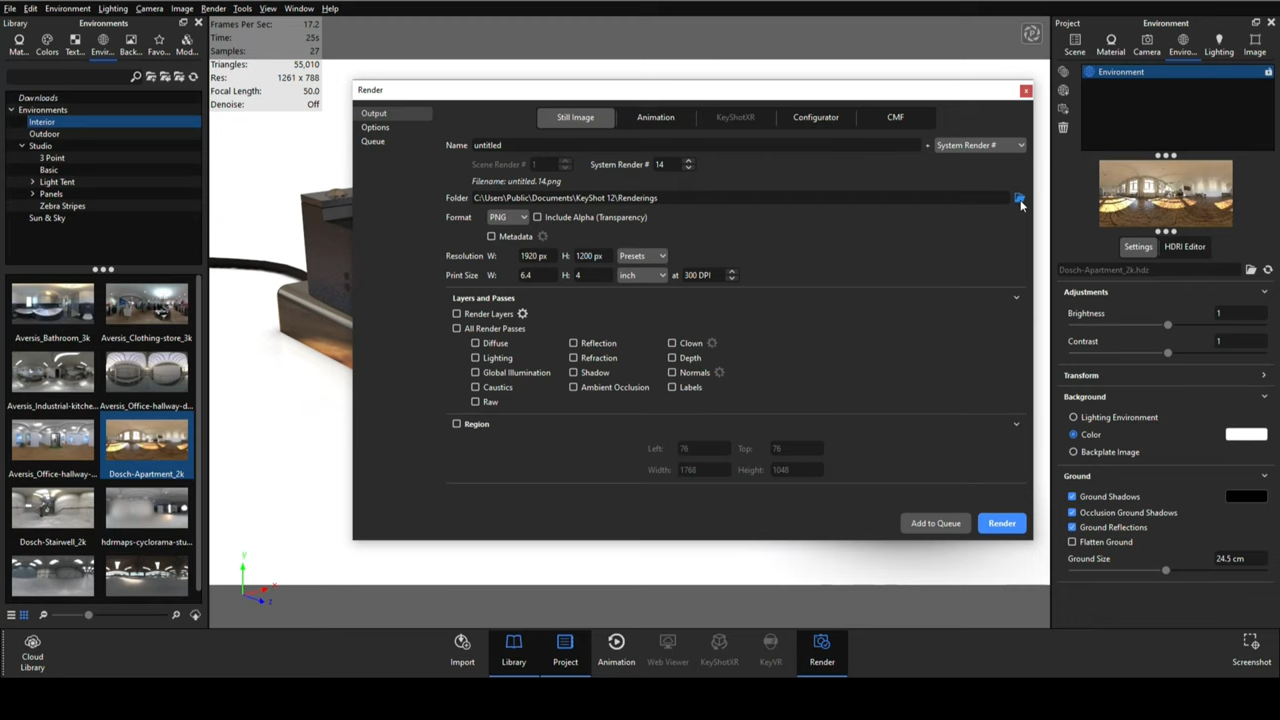 File Edit Environment Lighting Camera Image Render Tools View Window Help
Library
Environments
Mat... Colors Text... Envir... Back... Favo... Mod...
Downloads
Environments
Interior
Outdoor
Studio
3 Point
Basic
Light Tent
Panels
Zebra Stripes
Sun & Sky
Aversis_Bathroom_3k
Aversis_Clothing-store_3k
Aversis_Industrial-kitche...
Aversis_Office-hallway-d...
Aversis_Office-hallway-...
Dosch-Apartment_2k
Dosch-Stairwell_2k
hdrmaps-cyclorama-stu...
Cloud
Library
Frames Per Sec: 17.2
Time: 25s
Samples: 27
Triangles: 55,010
Res: 1261 x 788
Focal Length: 50.0
Denoise: Off
y
x
z
Render
x
Output
Options
Queue
Still Image
Animation
KeyShotXR
Configurator
CMF
Name untitled + System Render #
Scene Render # 1 System Render # 14
Filename: untitled. 14.png
Folder C:\Users\Public\Documents\KeyShot 12\Renderings
Format PNG Include Alpha (Transparency)
Metadata
Resolution W: 1920 px H: 1200 px Presets
Print Size W: 6.4 H: 4 inch at 300 DPI
Layers and Passes
Render Layers
All Render Passes
Diffuse Reflection Clown
Lighting Refraction Depth
Global Illumination Shadow Normals
Caustics Ambient Occlusion Labels
Raw
Region
Left: 76 Top: 76
Width: 1768 Height: 1048
Add to Queue
Render
Project
Environment
Scene Material Camera Enviro... Lighting Image
Environment
Settings
HDRI Editor
Dosch-Apartment_2k.hdz
Adjustments
Brightness 1
Contrast 1
Transform
Background
Lighting Environment
Color
Backplate Image
Ground
Ground Shadows
Occlusion Ground Shadows
Ground Reflections
Flatten Ground
Ground Size 24.5 cm
Import
Library
Project
Animation
Web Viewer
KeyShotXR
KeyVR
Render
Screenshot